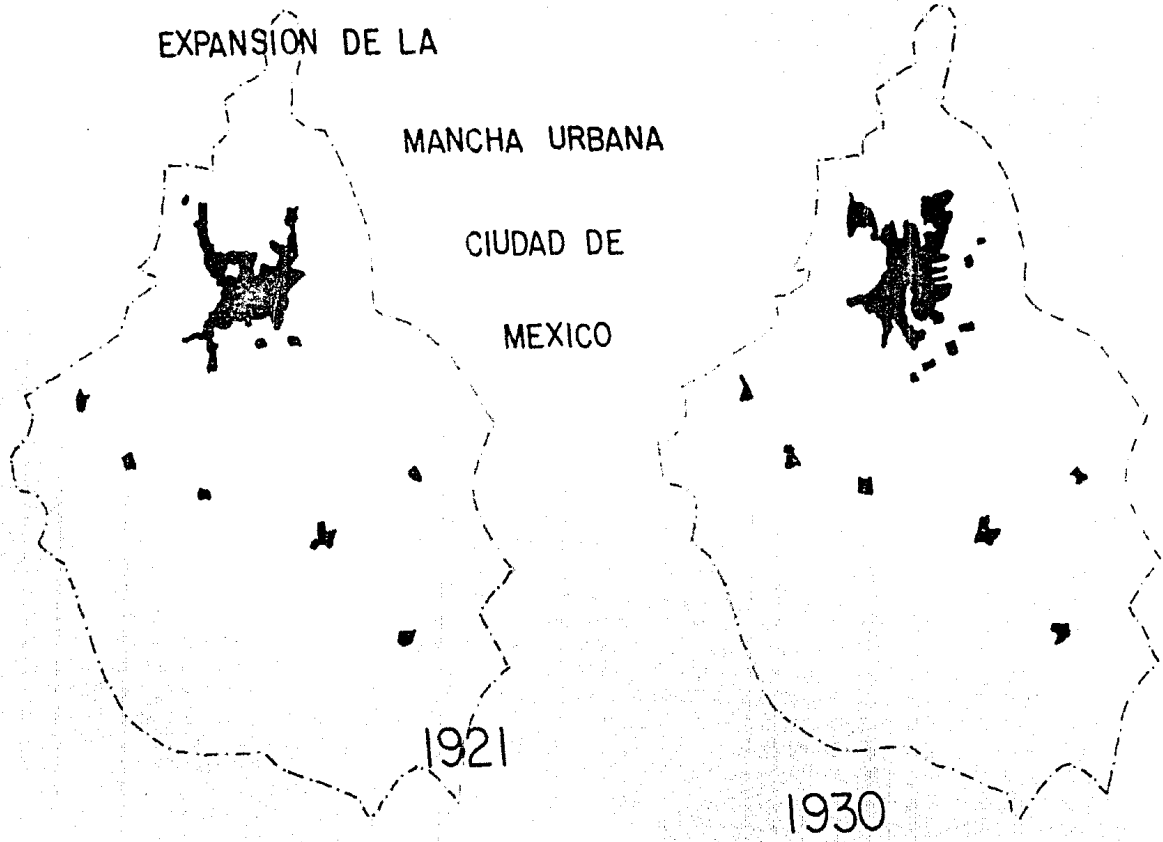 EXPANSION DE LA
MANCHA URBANA
CIUDAD DE
MEXICO
1921
1930